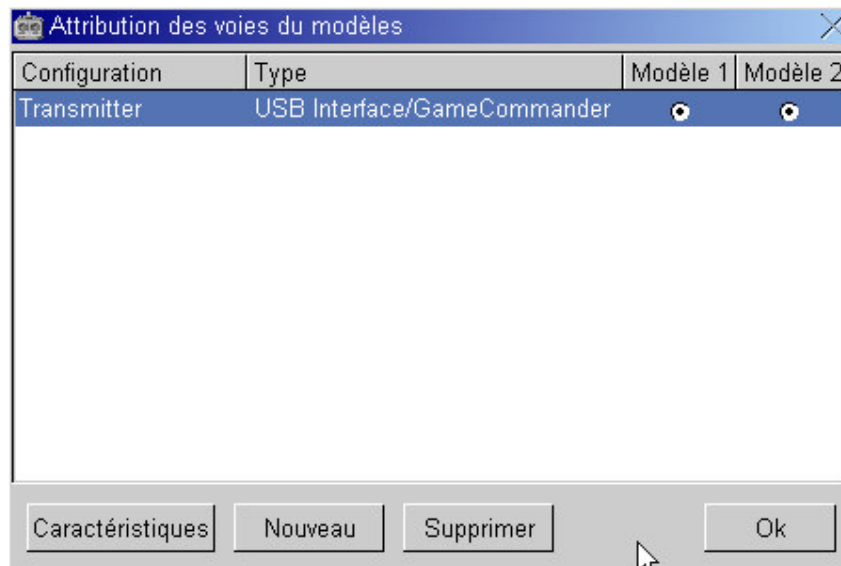 Attribution des voies du modèles
Configuration Type Modèle 1 Modèle 2
Transmitter USB Interface/GameCommander
Caractéristiques Nouveau Supprimer Ok